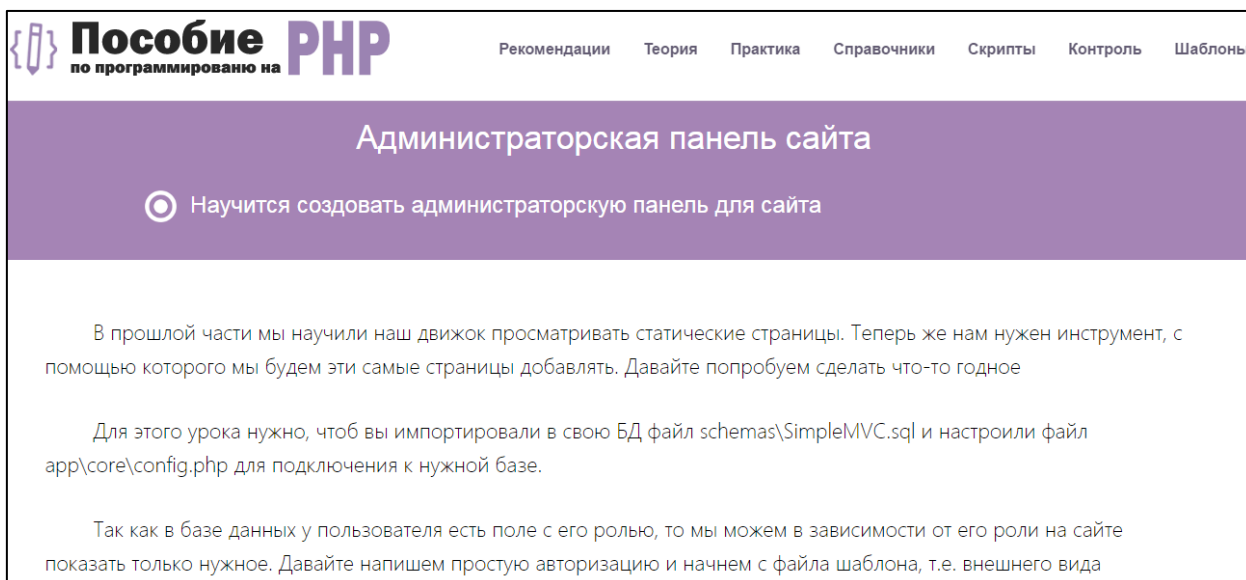 Пособие PHP
по программированю на
Рекомендации Теория Практика Справочники Скрипты Контроль Шаблоны
Администраторская панель сайта
Научится создовать администраторскую панель для сайта
В прошлой части мы научили наш движок просматривать статические страницы. Теперь же нам нужен инструмент, с
помощью которого мы будем эти самые страницы добавлять. Давайте попробуем сделать что-то годное
Для этого урока нужно, чтоб вы импортировали в свою БД файл schemas\SimpleMVC.sql и настроили файл
app\core\config.php для подключения к нужной базе.
Так как в базе данных у пользователя есть поле с его ролью, то мы можем в зависимости от его роли на сайте
показать только нужное. Давайте напишем простую авторизацию и начнем с файла шаблона, т.е. внешнего вида